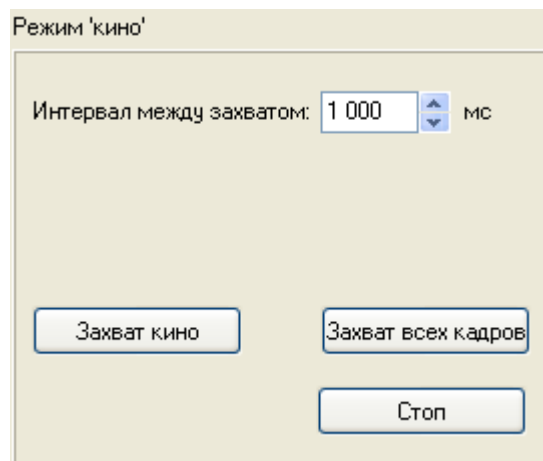 Режим 'кино'
Интервал между захватом: 1 000 мс
Захват кино Захват всех кадров
Стоп